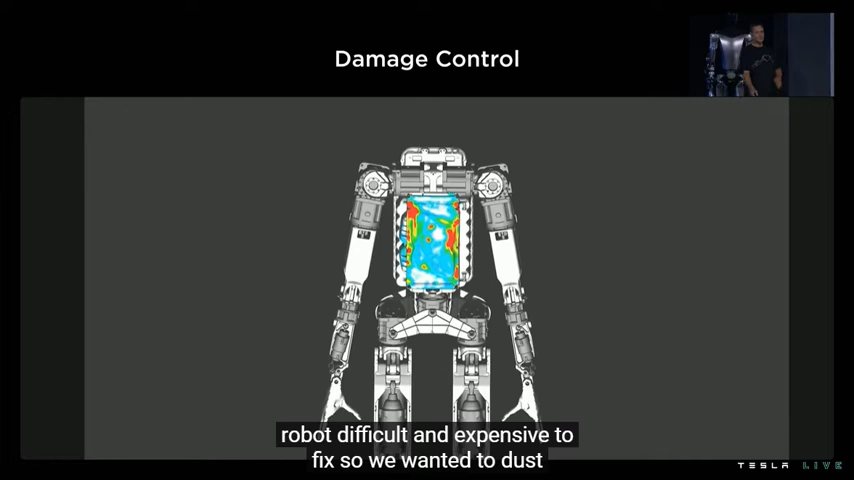 Damage Control
robot difficult and expensive to
fix so we wanted to dust
TESLA LIVE